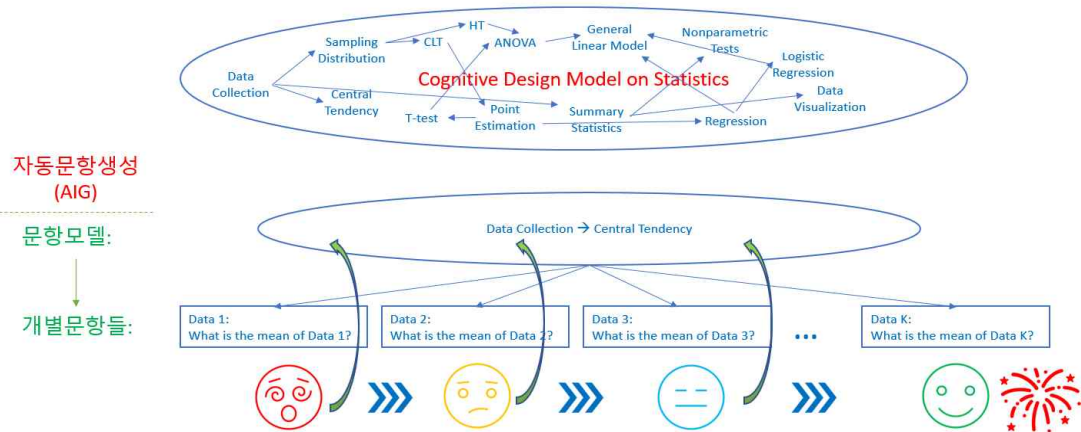 HT
Sampling
Distribution
CLT
ANOVA
General
Linear Model
Nonparametric
Tests
Logistic
Regression
Cognitive Design Model on Statistics
Data
Collection
Central
Tendency
T-test
Point
Estimation
Summary
Statistics
Regression
Data
Visualization
자동문항생성
(AIG)
문항모델:
Data Collection → Central Tendency
개별문항들:
Data 1:
What is the mean of Data 1?
Data 2:
What is the mean of Data 2?
Data 3:
What is the mean of Data 3?
...
Data K:
What is the mean of Data K?